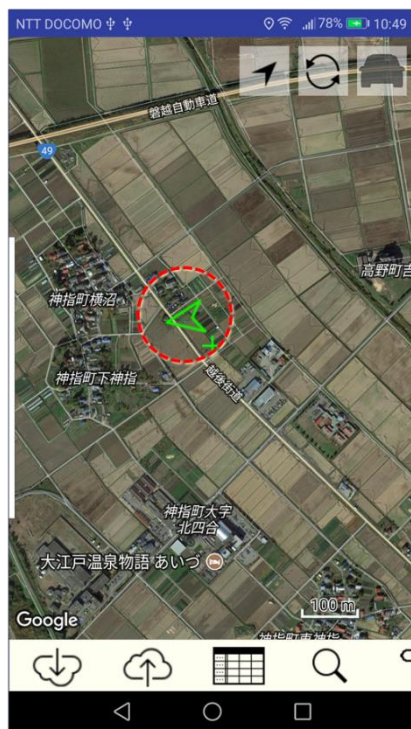 NTT DOCOMO 78% 10:49
磐越自動車道
49
高野町吉
神指町横沼
神指町下神指
越後街道
神指町大字
北四合
大江戸温泉物語 あいづ
Google
100 m
神指町東神指